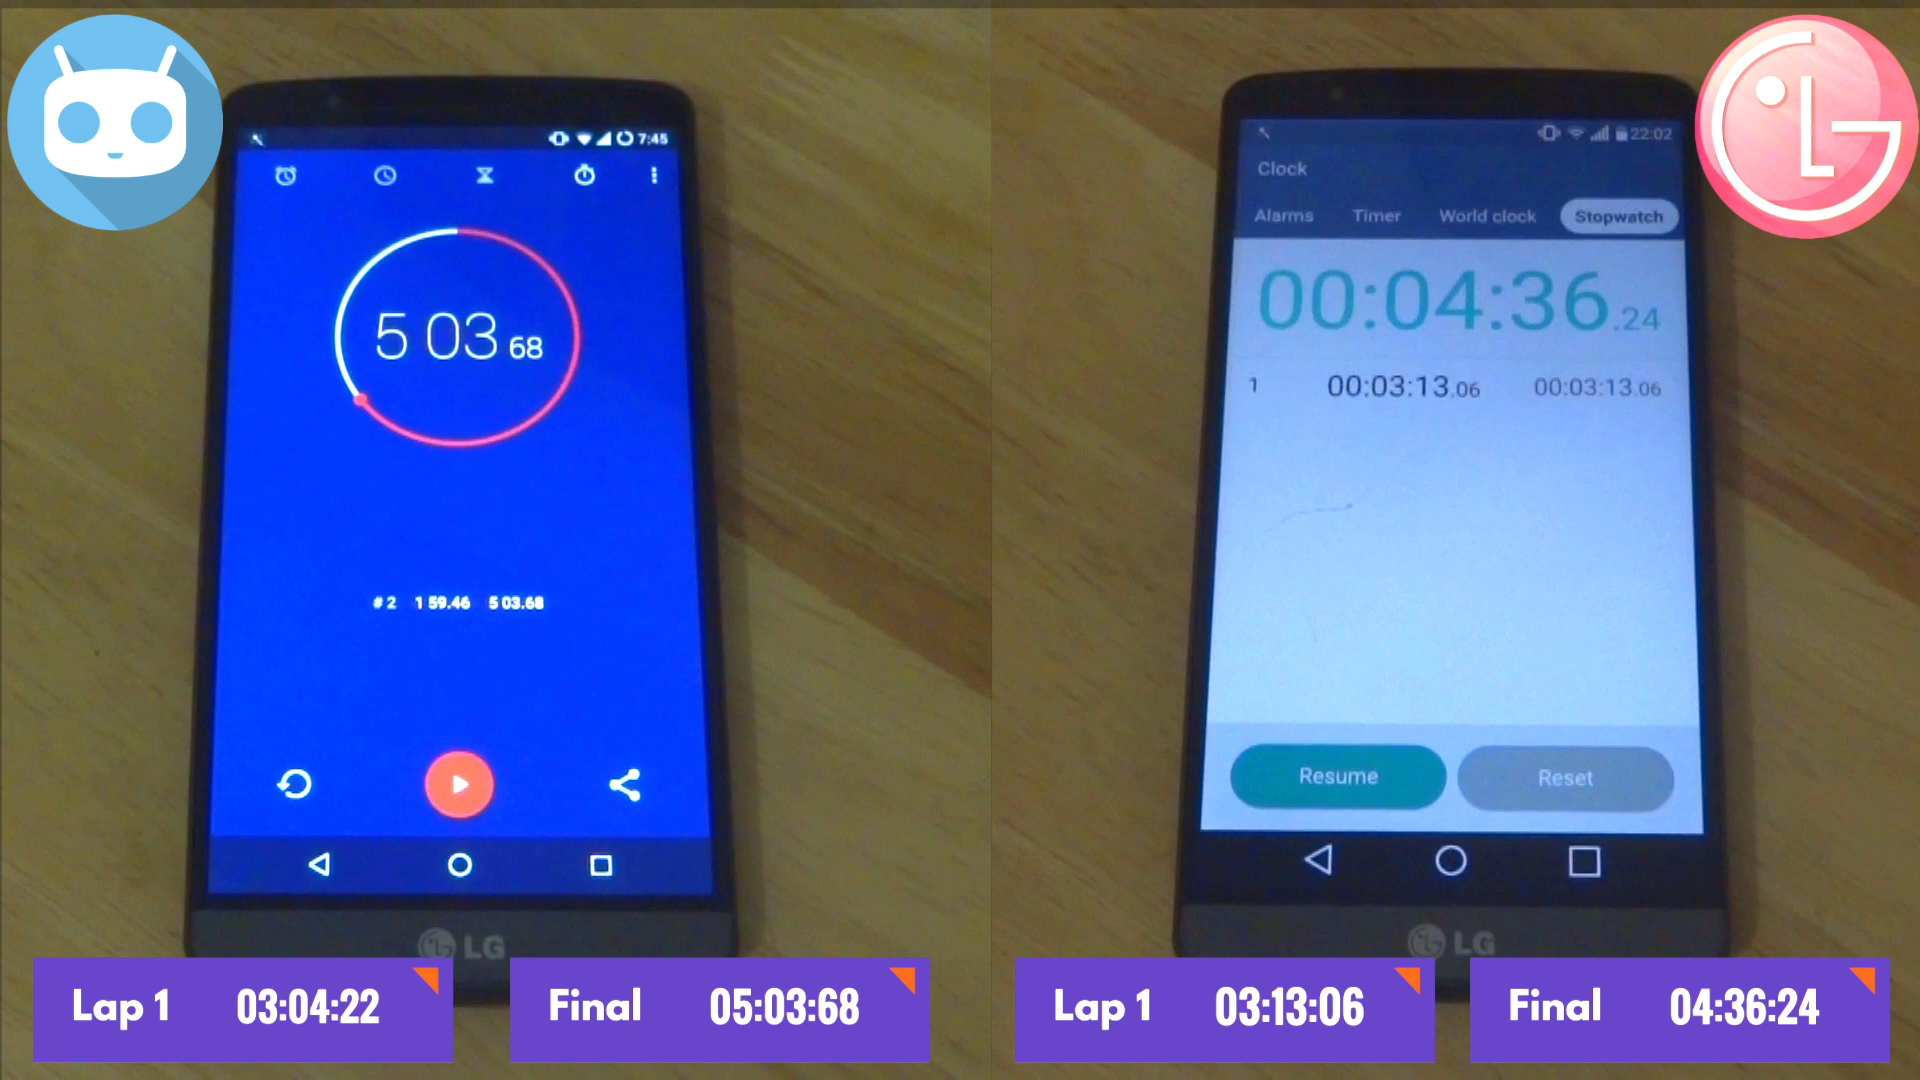 7:45
5 03 68
# 2 1 59.46 5 03.68
LG
Lap 1 03:04:22
Final 05:03:68
LG
22:02
Clock
Alarms Timer World clock Stopwatch
00:04:36.24
1 00:03:13.06 00:03:13.06
Resume Reset
LG
Lap 1 03:13:06
Final 04:36:24